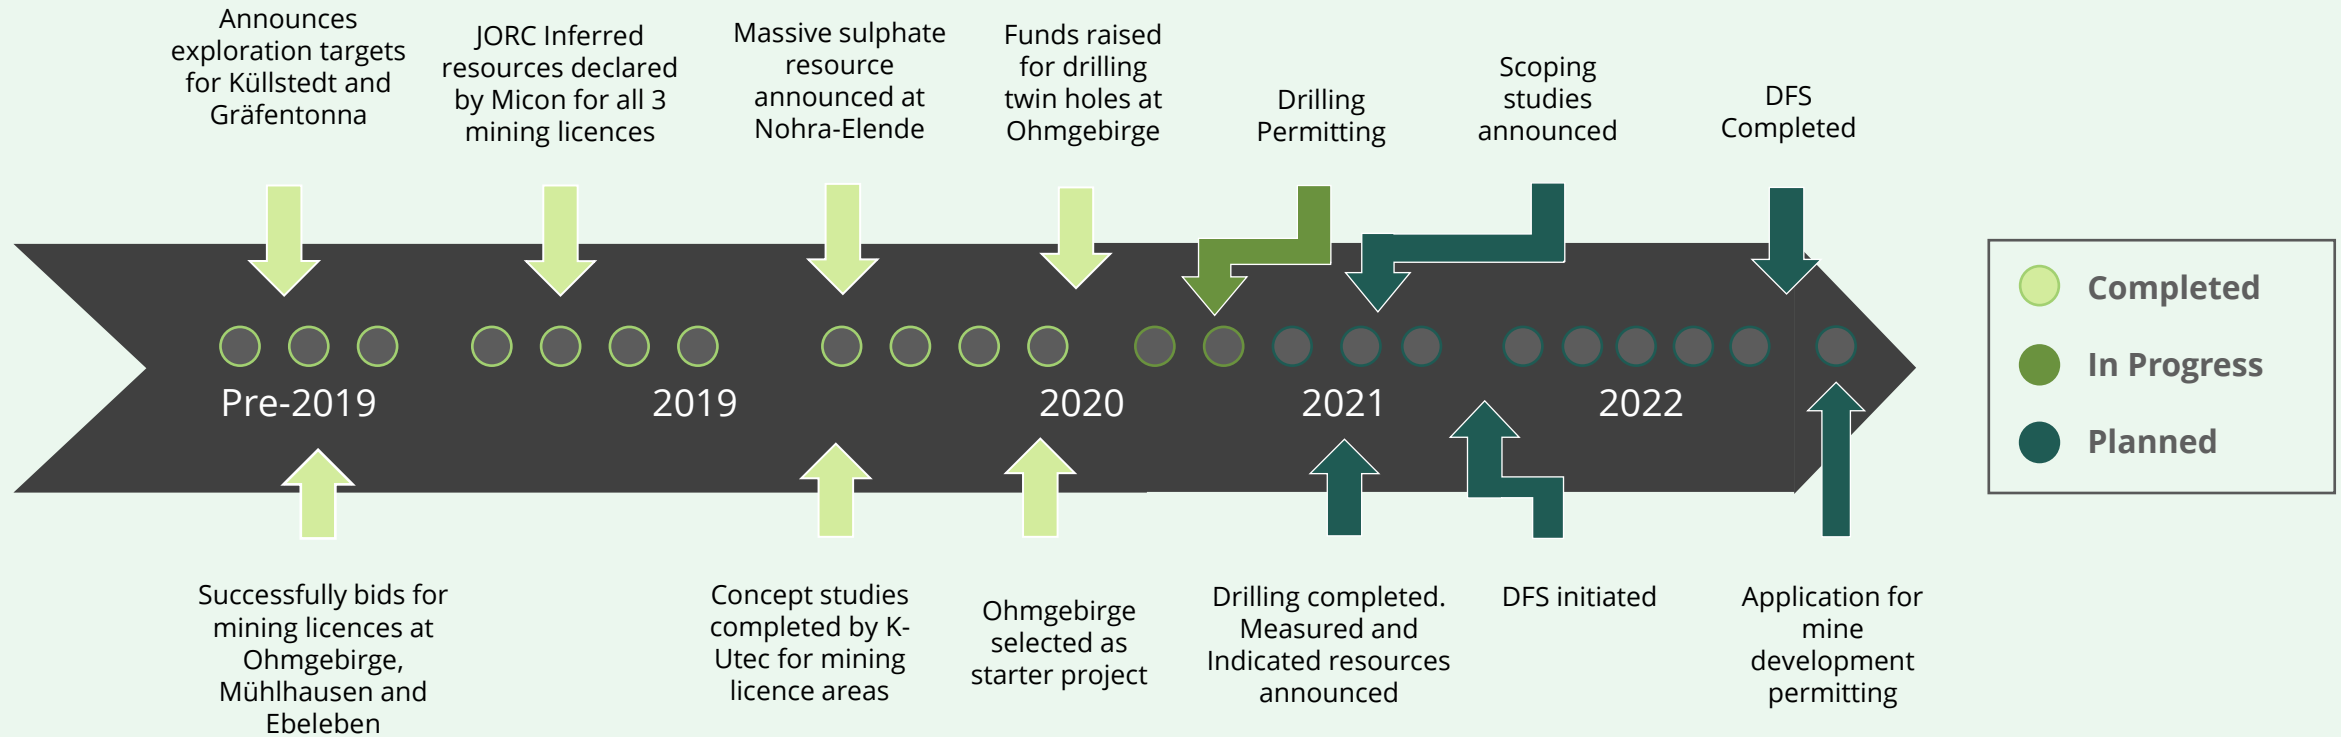 Announces
exploration targets
for Küllstedt and
Gräfentonna
JORC Inferred
resources declared
by Micon for all 3
mining licences
Massive sulphate
resource
announced at
Nohra-Elende
Funds raised
for drilling
twin holes at
Ohmgebirge
Drilling
Permitting
Scoping
studies
announced
DFS
Completed
Pre-2019
2019
2020
2021
2022
Completed
In Progress
Planned
Successfully bids for
mining licences at
Ohmgebirge,
Mühlhausen and
Ebeleben
Concept studies
completed by K-
Utec for mining
licence areas
Ohmgebirge
selected as
starter project
Drilling completed.
Measured and
Indicated resources
announced
DFS initiated
Application for
mine
development
permitting